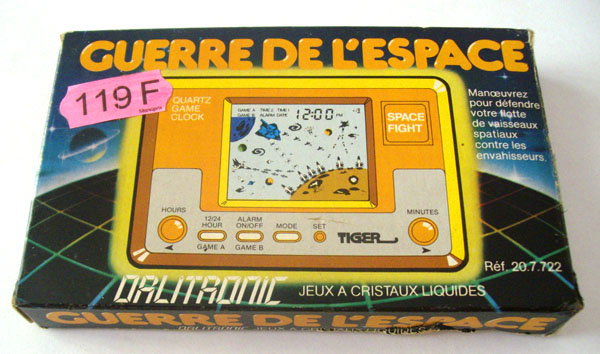 GUERRE DE L'ESPACE
119 F
QUARTZ
GAME
CLOCK
GAME A TIME 2 TIME 1
GAME B ALARM DATE
12:00 PM
SPACE
FIGHT
Manœuvrez
pour défendre
votre flotte
de vaisseaux
spatiaux
contre les
envahisseurs.
HOURS
12/24
HOUR
ALARM
ON/OFF
MODE
SET
MINUTES
GAME A
GAME B
TIGER
Réf. 20.7.722
ORLITRONIC JEUX A CRISTAUX LIQUIDES
GUERRE DE L'ESPACE
ORLITRONIC JEUX A CRISTAUX LIQUIDES